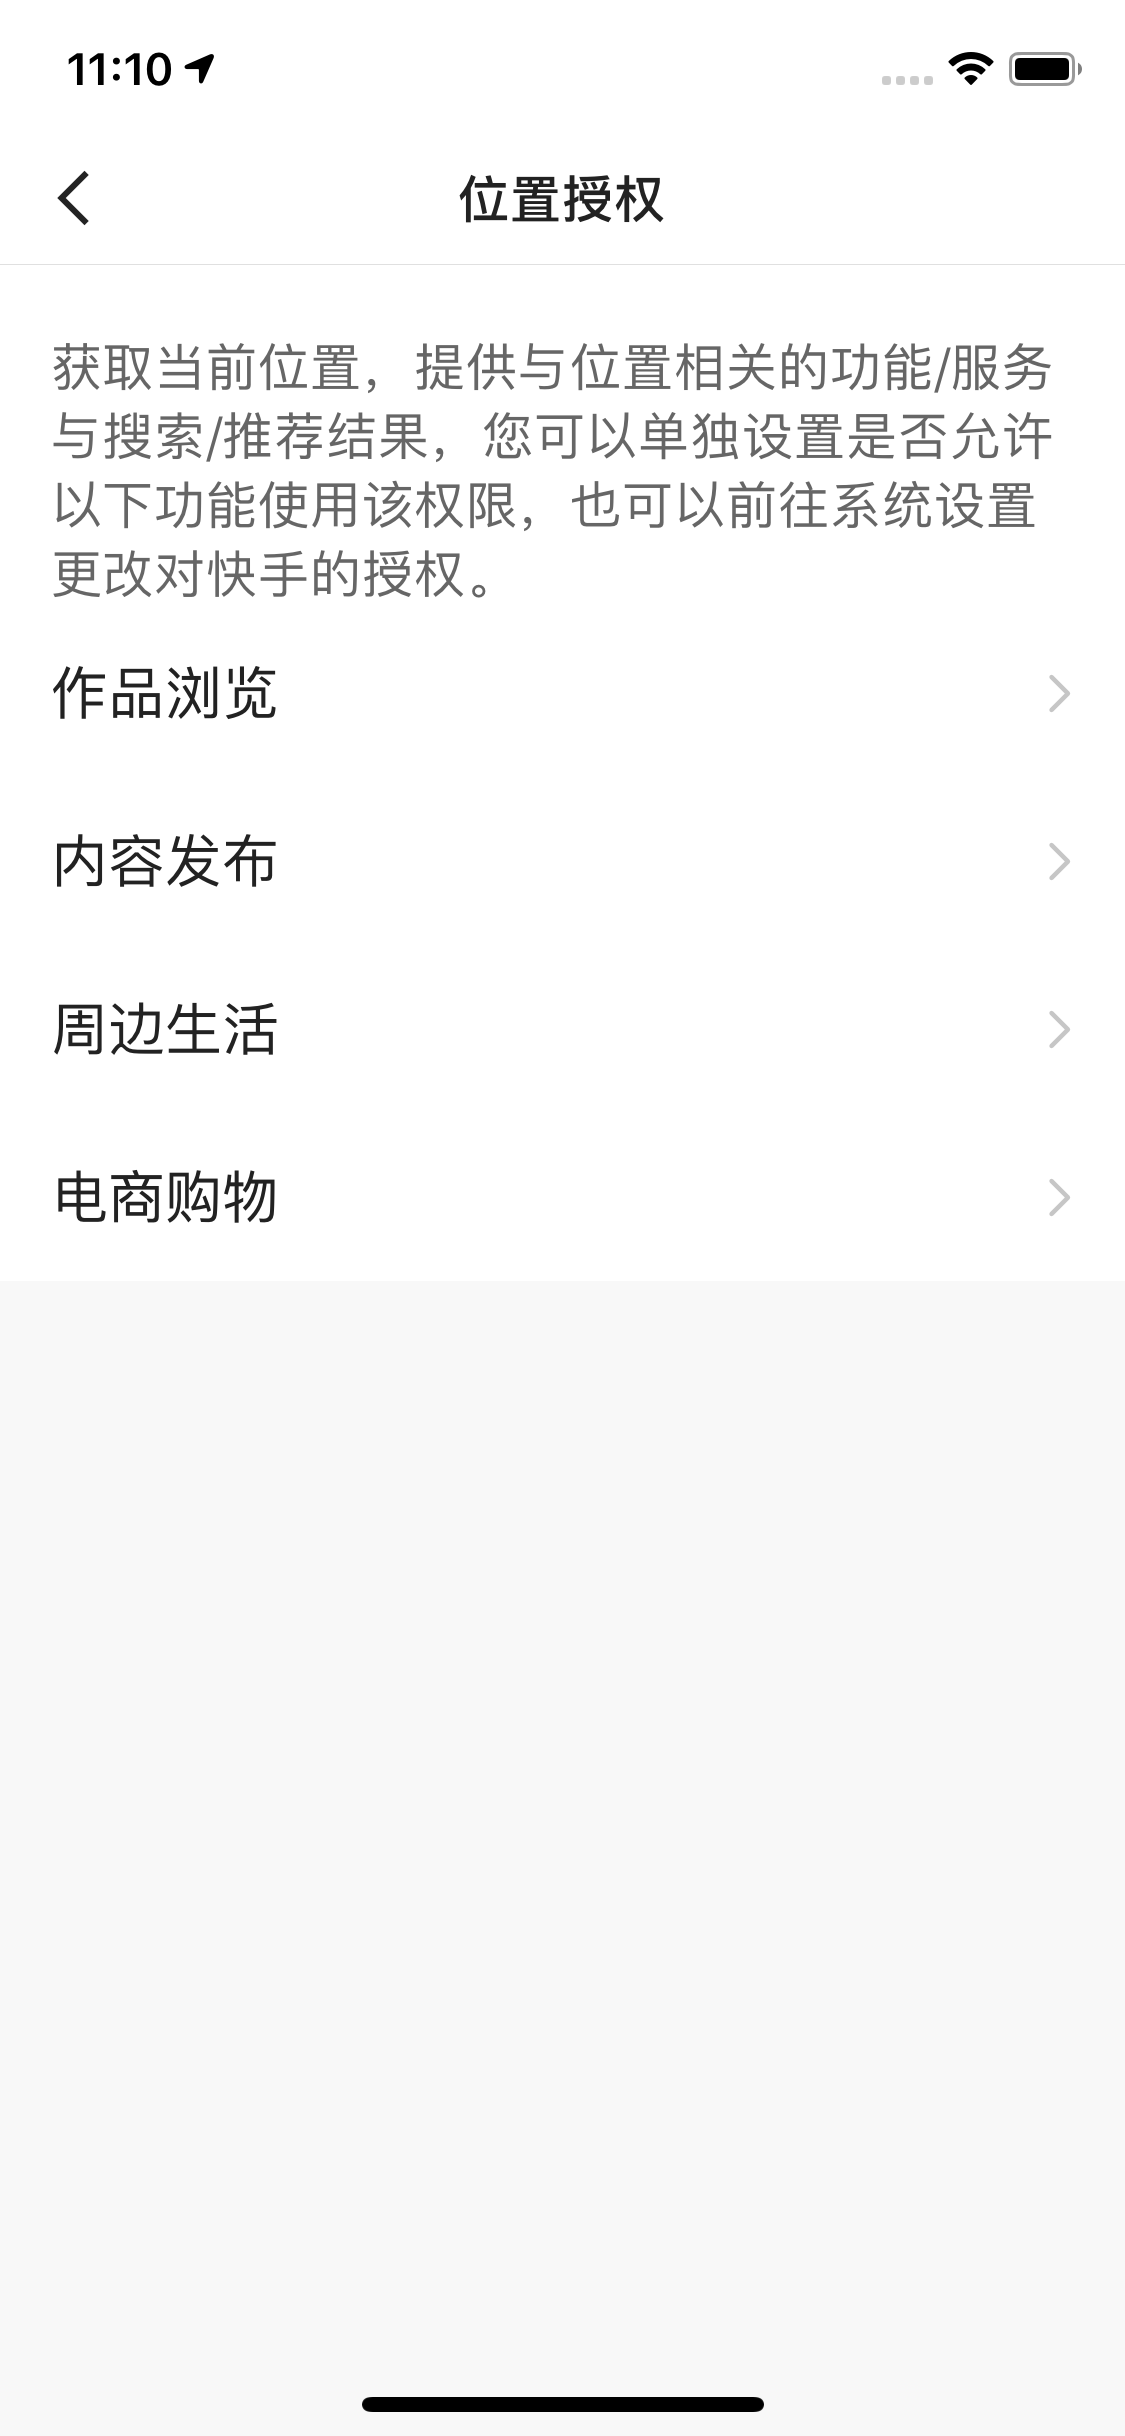 11:10
位置授权
获取当前位置，提供与位置相关的功能/服务
与搜索/推荐结果，您可以单独设置是否允许
以下功能使用该权限，也可以前往系统设置
更改对快手的授权。
作品浏览
内容发布
周边生活
电商购物